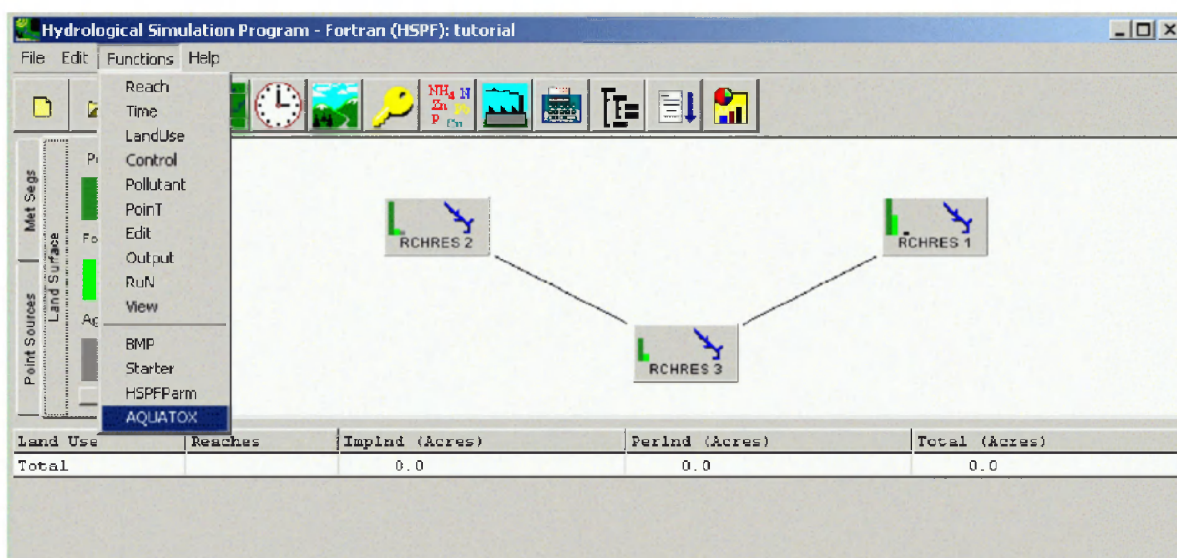 Hydrological Simulation Program - Fortran (HSPF): tutorial
File Edit Functions Help
Reach
Time
LandUse
Control
Pollutant
PoinT
Edit
Output
RuN
View
BMP
Starter
HSPFParm
AQUATOX
NH4 N
Zn
P
Met Segs
Land Surface
Point Sources
RCHRES 2
RCHRES 1
RCHRES 3
Land Use Reaches ImpInd (Acres) PerInd (Acres) Total (Acres)
Total 0.0 0.0 0.0